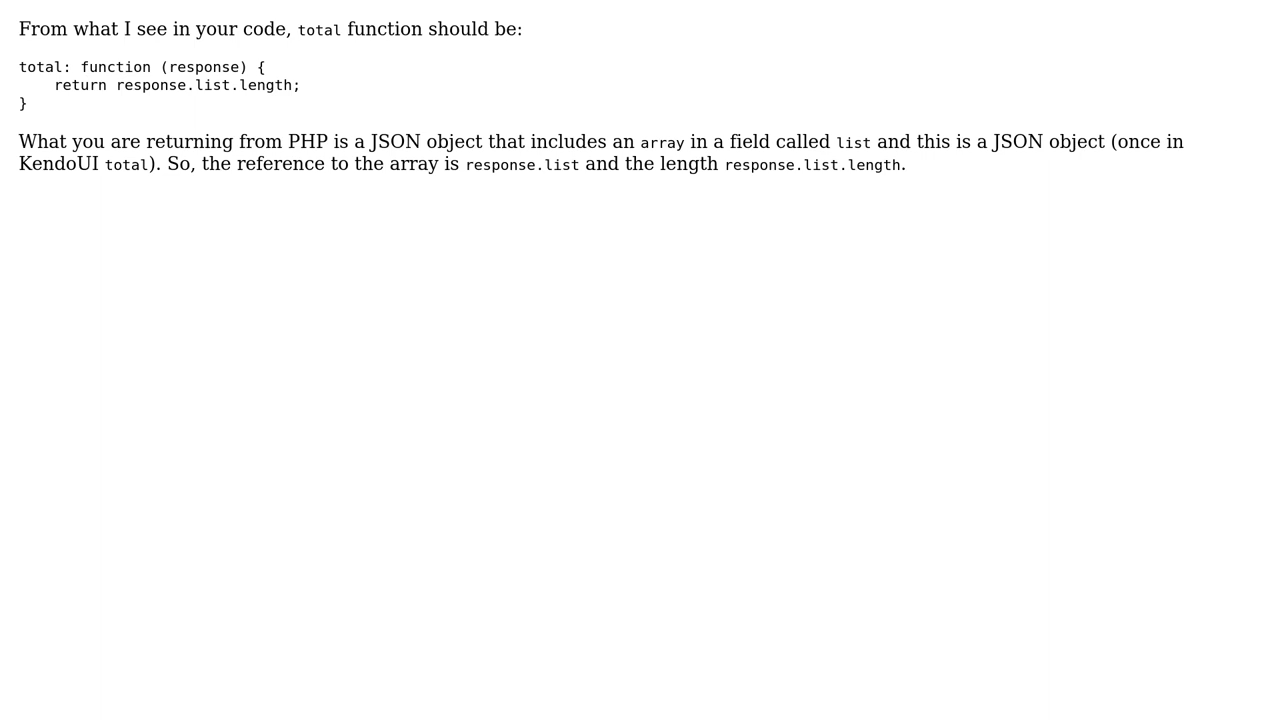 From what I see in your code, total function should be:
total: function (response) {
    return response.list.length;
}
What you are returning from PHP is a JSON object that includes an array in a field called list and this is a JSON object (once in
KendoUI total). So, the reference to the array is response.list and the length response.list.length.